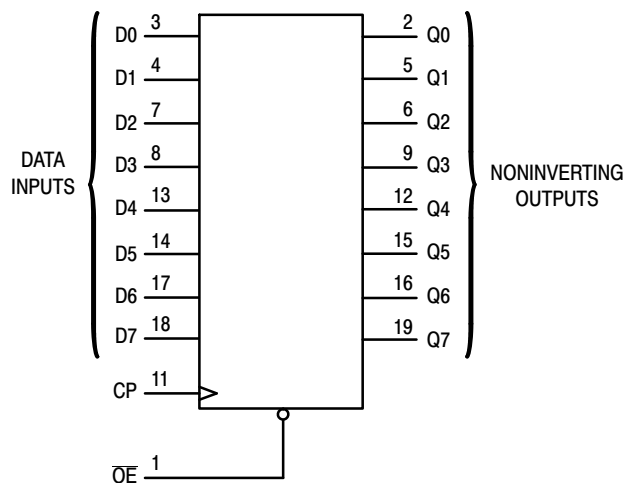 D0 3
2 Q0
D1 4
5 Q1
D2 7
6 Q2
D3 8
9 Q3
DATA
INPUTS
NONINVERTING
OUTPUTS
D4 13
12 Q4
D5 14
15 Q5
D6 17
16 Q6
D7 18
19 Q7
CP 11
O̅E̅ 1